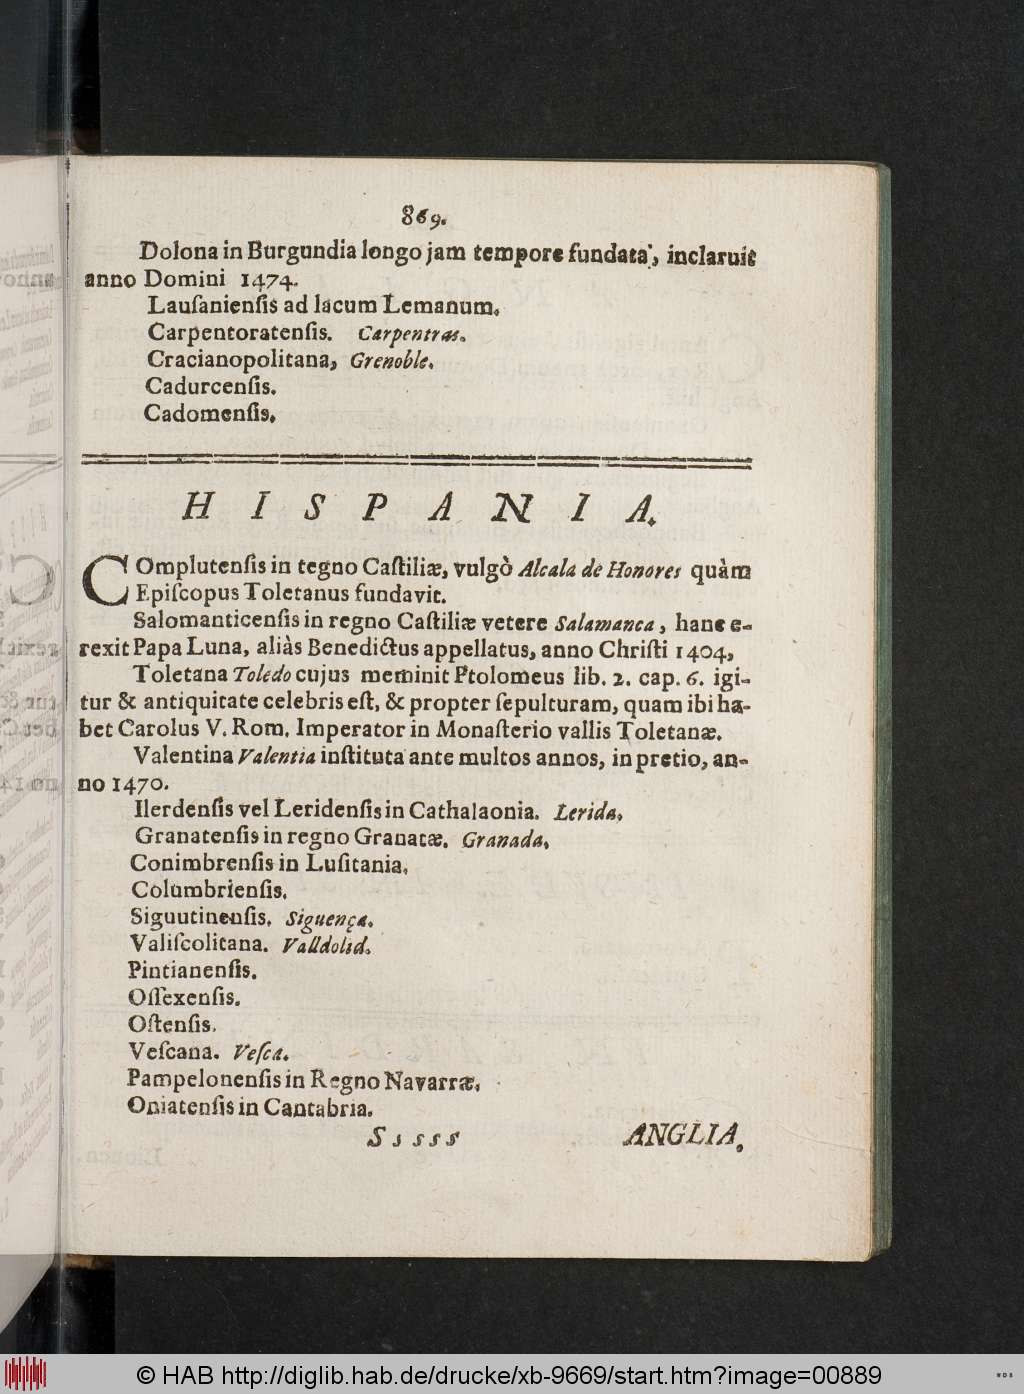 869.
Dolona in Burgundia longo jam tempore fundata, inclaruit
anno Domini 1474.
Lauſanienſis ad lacum Lemanum.
Carpentoratenſis. Carpentras.
Cracianopolitana, Grenoble.
Cadurcenſis.
Cadomenſis.
HISPANIA.
COmplutenſis in tegno Caſtiliæ, vulgò Alcala de Honores quàm
Epiſcopus Toletanus fundavit.
Salomanticenſis in regno Caſtiliæ vetere Salamanca, hanc e-
rexit Papa Luna, aliàs Benedictus appellatus, anno Chriſti 1404,
Toletana Toledo cujus meminit Ptolomeus lib. 2. cap. 6. igi-
tur & antiquitate celebris eſt, & propter ſepulturam, quam ibi ha-
bet Carolus V. Rom. Imperator in Monaſterio vallis Toletanæ.
Valentina Valentia inſtituta ante multos annos, in pretio, an-
no 1470.
Ilerdenſis vel Leridenſis in Cathalaonia. Lerida.
Granatenſis in regno Granatæ. Granada.
Conimbrenſis in Luſitania.
Columbrienſis.
Siguutinenſis. Siguença.
Valiſcolitana. Valldolid.
Pintianenſis.
Oſſexenſis.
Oſtenſis.
Veſcana. Veſca.
Pampelonenſis in Regno Navarræ.
Oniatenſis in Cantabria.
S s s s s ANGLIA.
© HAB http://diglib.hab.de/drucke/xb-9669/start.htm?image=00889